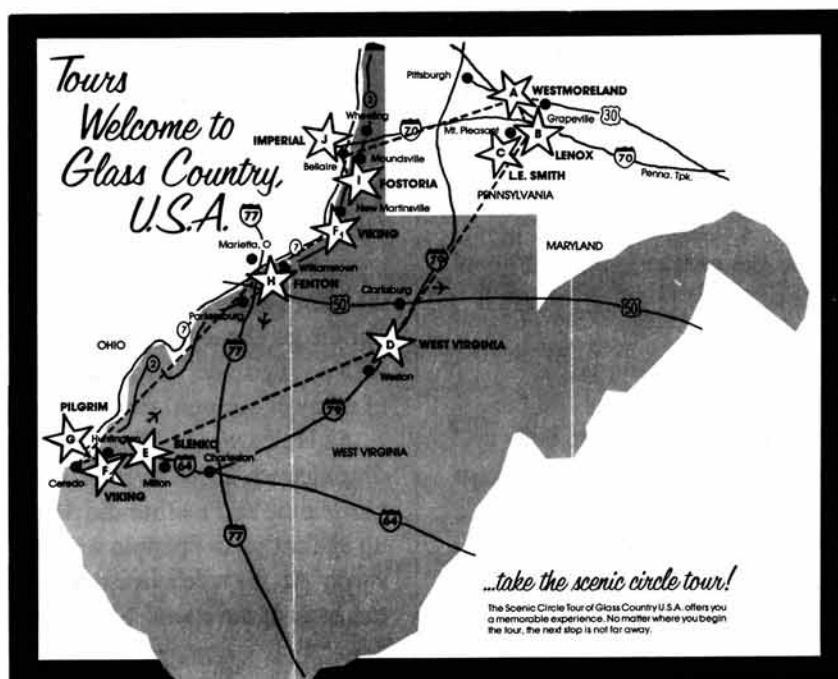 Tours
Welcome to
Glass Country,
U.S.A.
Pittsburgh
A
WESTMORELAND
Grapeville
30
2
Wheeling
IMPERIAL
J
70
Mt. Pleasant
B
LENOX
C
L.E. SMITH
70
Penna. Tpk.
Bellaire
Moundsville
I
FOSTORIA
PENNSYLVANIA
New Martinsville
77
F
VIKING
MARYLAND
Marietta, O
7
Williamstown
79
H
FENTON
Clarksburg
50
50
Parkersburg
7
OHIO
77
D
WEST VIRGINIA
2
Weston
79
PILGRIM
G
Huntington
E
BLENKO
Charleston
WEST VIRGINIA
Ceredo
F
VIKING
Milton
64
64
77
...take the scenic circle tour!
The Scenic Circle Tour of Glass Country U.S.A. offers you
a memorable experience. No matter where you begin
the tour, the next stop is not far away.